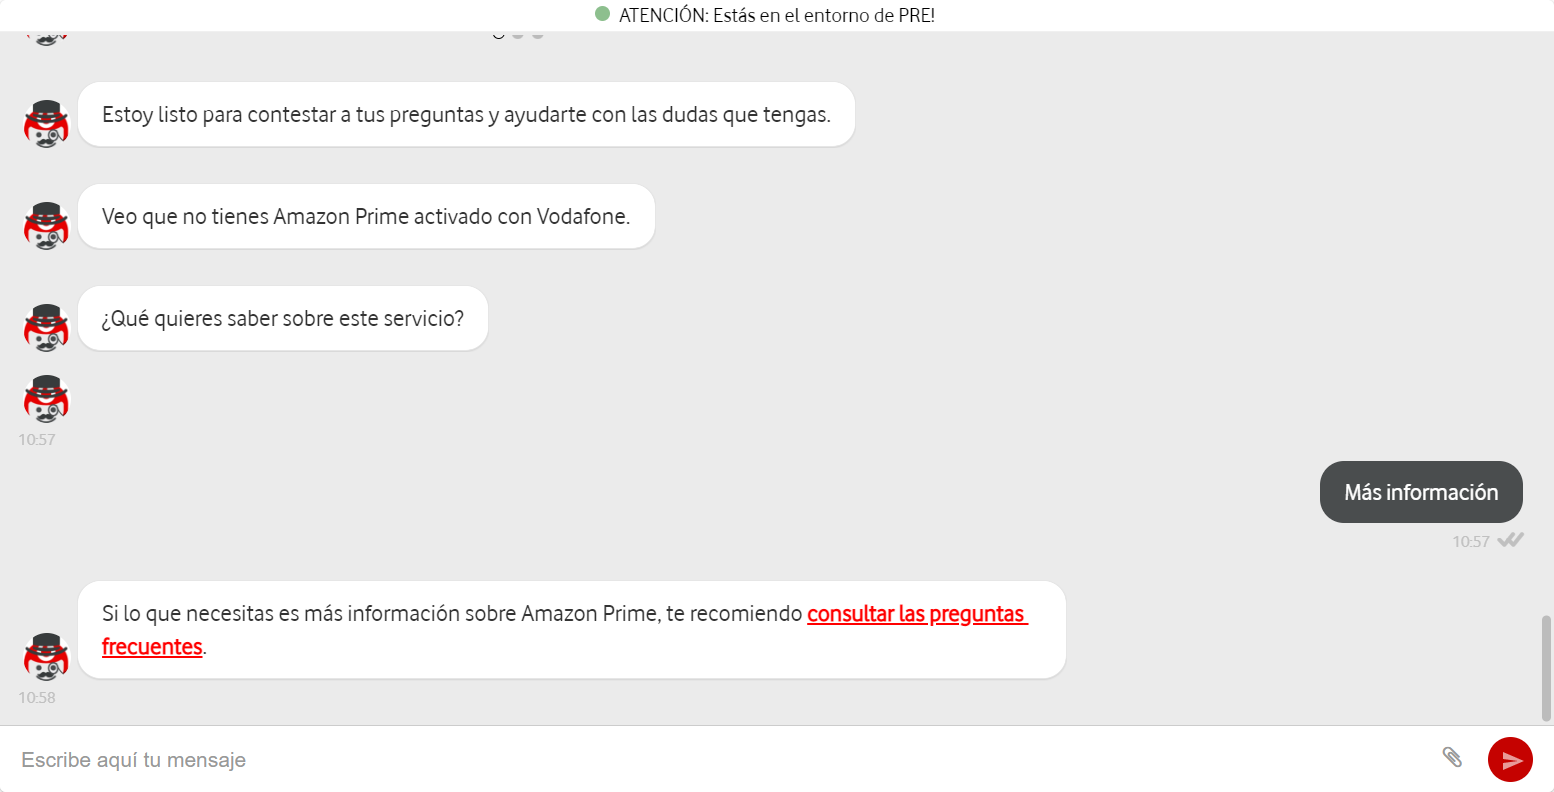 ATENCIÓN: Estás en el entorno de PRE!
Estoy listo para contestar a tus preguntas y ayudarte con las dudas que tengas.
Veo que no tienes Amazon Prime activado con Vodafone.
¿Qué quieres saber sobre este servicio?
10:57
Más información
10:57
Si lo que necesitas es más información sobre Amazon Prime, te recomiendo consultar las preguntas
frecuentes.
10:58
Escribe aquí tu mensaje